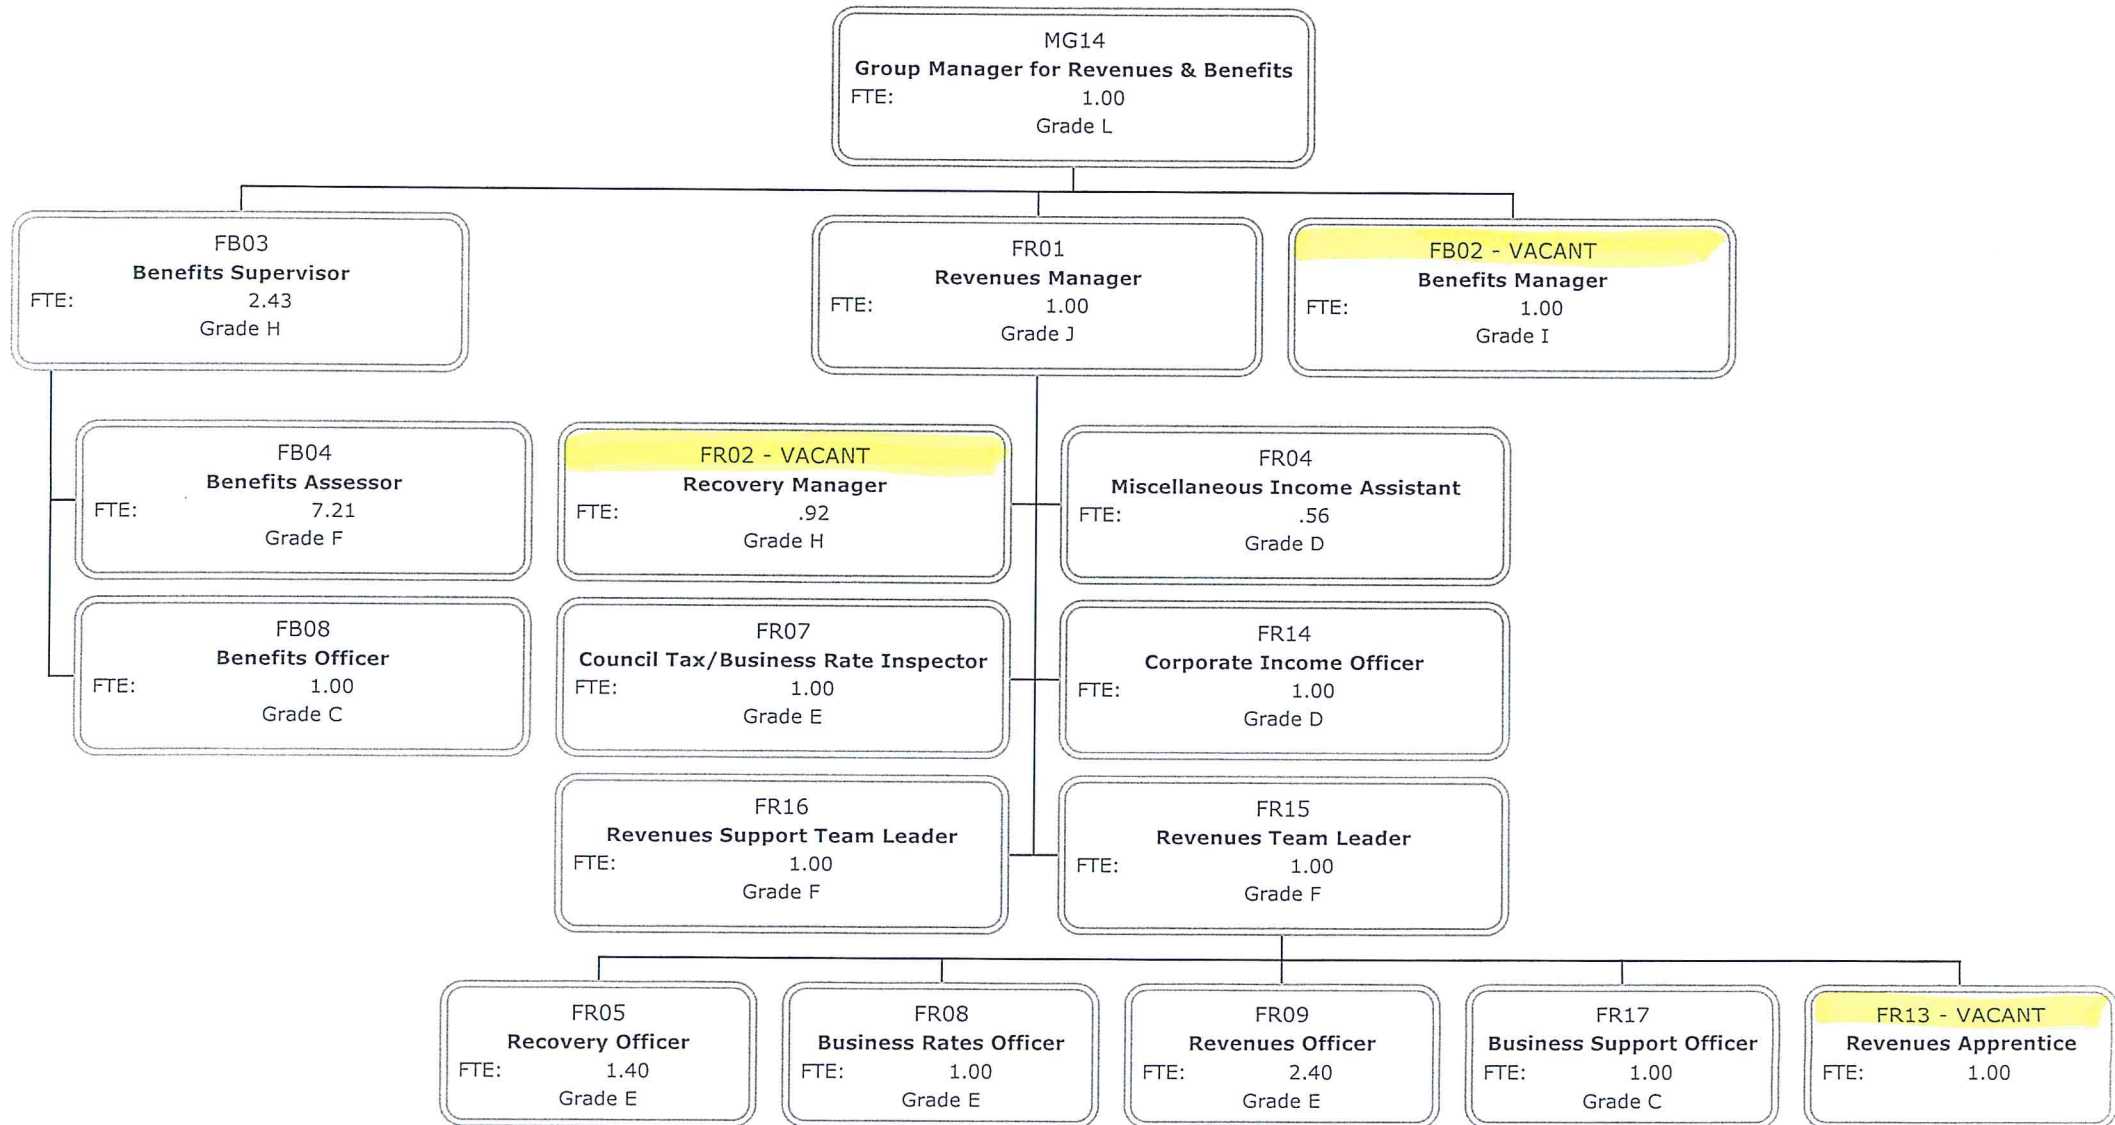 MG14
Group Manager for Revenues & Benefits
FTE: 1.00
Grade L
FB03
Benefits Supervisor
FTE: 2.43
Grade H
FR01
Revenues Manager
FTE: 1.00
Grade J
FB02 - VACANT
Benefits Manager
FTE: 1.00
Grade I
FB04
Benefits Assessor
FTE: 7.21
Grade F
FR02 - VACANT
Recovery Manager
FTE: .92
Grade H
FR04
Miscellaneous Income Assistant
FTE: .56
Grade D
FB08
Benefits Officer
FTE: 1.00
Grade C
FR07
Council Tax/Business Rate Inspector
FTE: 1.00
Grade E
FR14
Corporate Income Officer
FTE: 1.00
Grade D
FR16
Revenues Support Team Leader
FTE: 1.00
Grade F
FR15
Revenues Team Leader
FTE: 1.00
Grade F
FR05
Recovery Officer
FTE: 1.40
Grade E
FR08
Business Rates Officer
FTE: 1.00
Grade E
FR09
Revenues Officer
FTE: 2.40
Grade E
FR17
Business Support Officer
FTE: 1.00
Grade C
FR13 - VACANT
Revenues Apprentice
FTE: 1.00